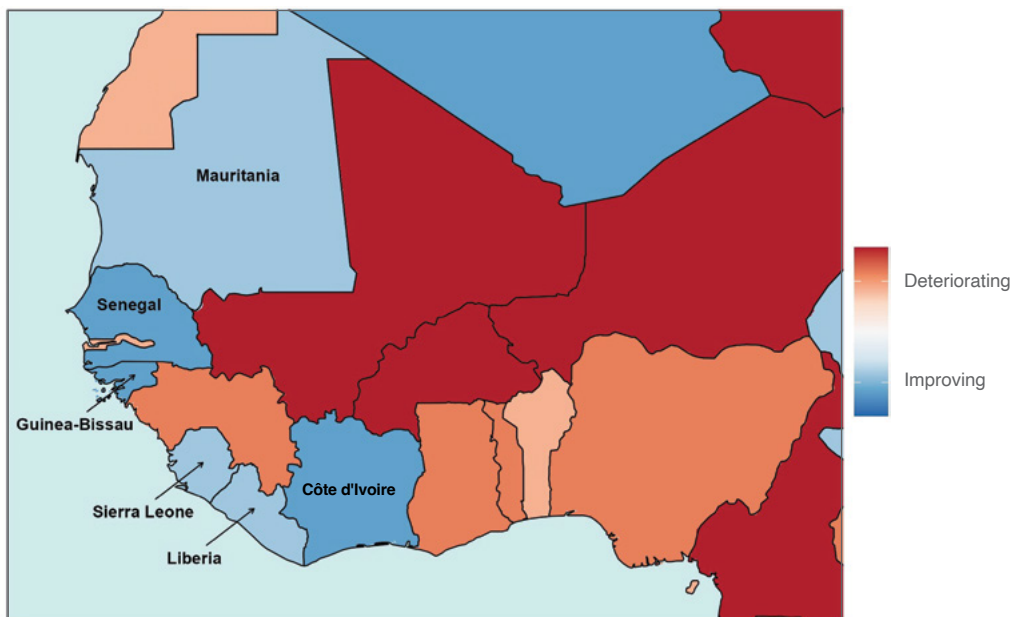 Mauritania
Senegal
Guinea-Bissau
Sierra Leone
Côte d'Ivoire
Liberia
Deteriorating
Improving